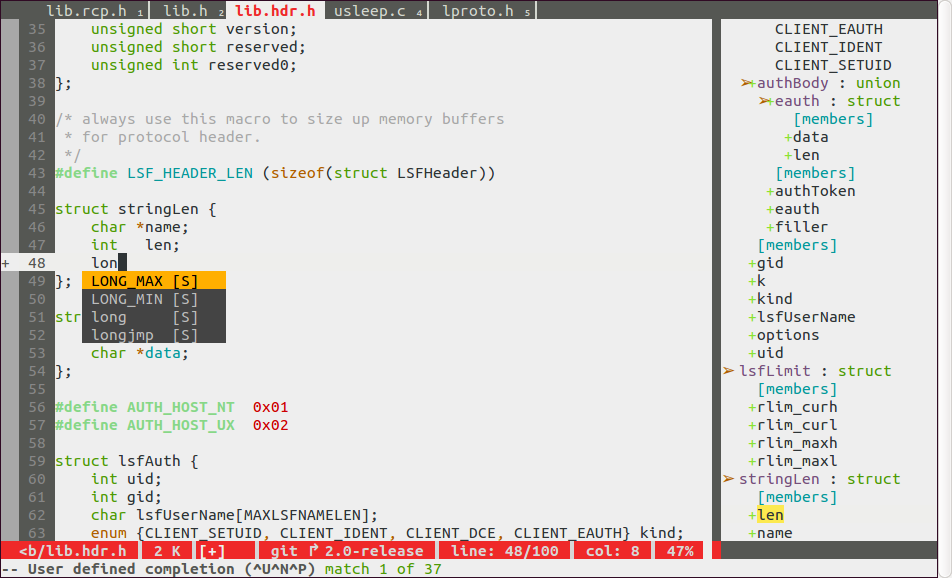 lib.rcp.h 1 lib.h 2 lib.hdr.h usleep.c 4 lproto.h 5
35 unsigned short version;
36 unsigned short reserved;
37 unsigned int reserved0;
38 };
39
40 /* always use this macro to size up memory buffers
41  * for protocol header.
42  */
43 #define LSF_HEADER_LEN (sizeof(struct LSFHeader))
44
45 struct stringLen {
46     char *name;
47     int   len;
+ 48     lon
49 }; LONG_MAX [S]
50 LONG_MIN [S]
51 str long     [S]
52 longjmp  [S]
53     char *data;
54 };
55
56 #define AUTH_HOST_NT  0x01
57 #define AUTH_HOST_UX  0x02
58
59 struct lsfAuth {
60     int uid;
61     int gid;
62     char lsfUserName[MAXLSFNAMELEN];
63     enum {CLIENT_SETUID, CLIENT_IDENT, CLIENT_DCE, CLIENT_EAUTH} kind;
CLIENT_EAUTH
CLIENT_IDENT
CLIENT_SETUID
➢+authBody : union
➢+eauth : struct
[members]
+data
+len
[members]
+authToken
+eauth
+filler
[members]
+gid
+k
+kind
+lsfUserName
+options
+uid
➢ lsfLimit : struct
[members]
+rlim_curh
+rlim_curl
+rlim_maxh
+rlim_maxl
➢ stringLen : struct
[members]
+len
+name
<b/lib.hdr.h 2 K [+] git ↱ 2.0-release line: 48/100 col: 8 47%
-- User defined completion (^U^N^P) match 1 of 37